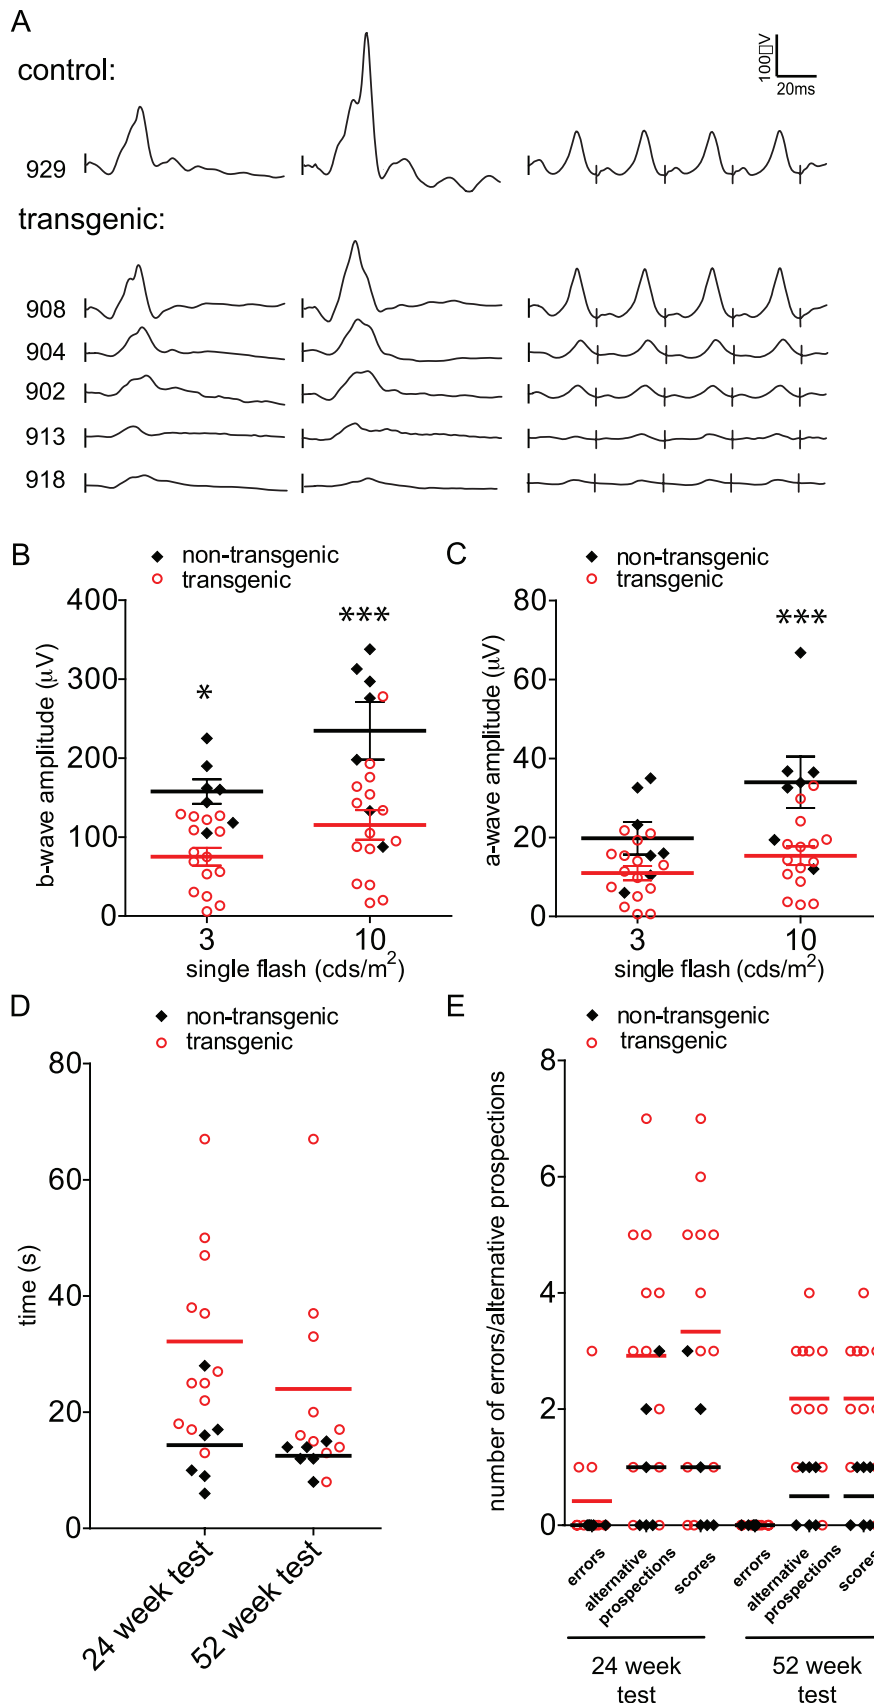 A
control:
100▯V
20ms
929
transgenic:
908
904
902
913
918
B
non-transgenic
transgenic
400
300
200
100
0
b-wave amplitude (μV)
*
***
3
10
single flash (cds/m²)
C
non-transgenic
transgenic
80
60
40
20
0
a-wave amplitude (μV)
***
3
10
single flash (cds/m²)
D
non-transgenic
transgenic
80
60
40
20
0
time (s)
24 week test
52 week test
E
non-transgenic
transgenic
8
6
4
2
0
number of errors/alternative prospections
errors
alternative
prospections
scores
errors
alternative
prospections
scores
24 week
test
52 week
test